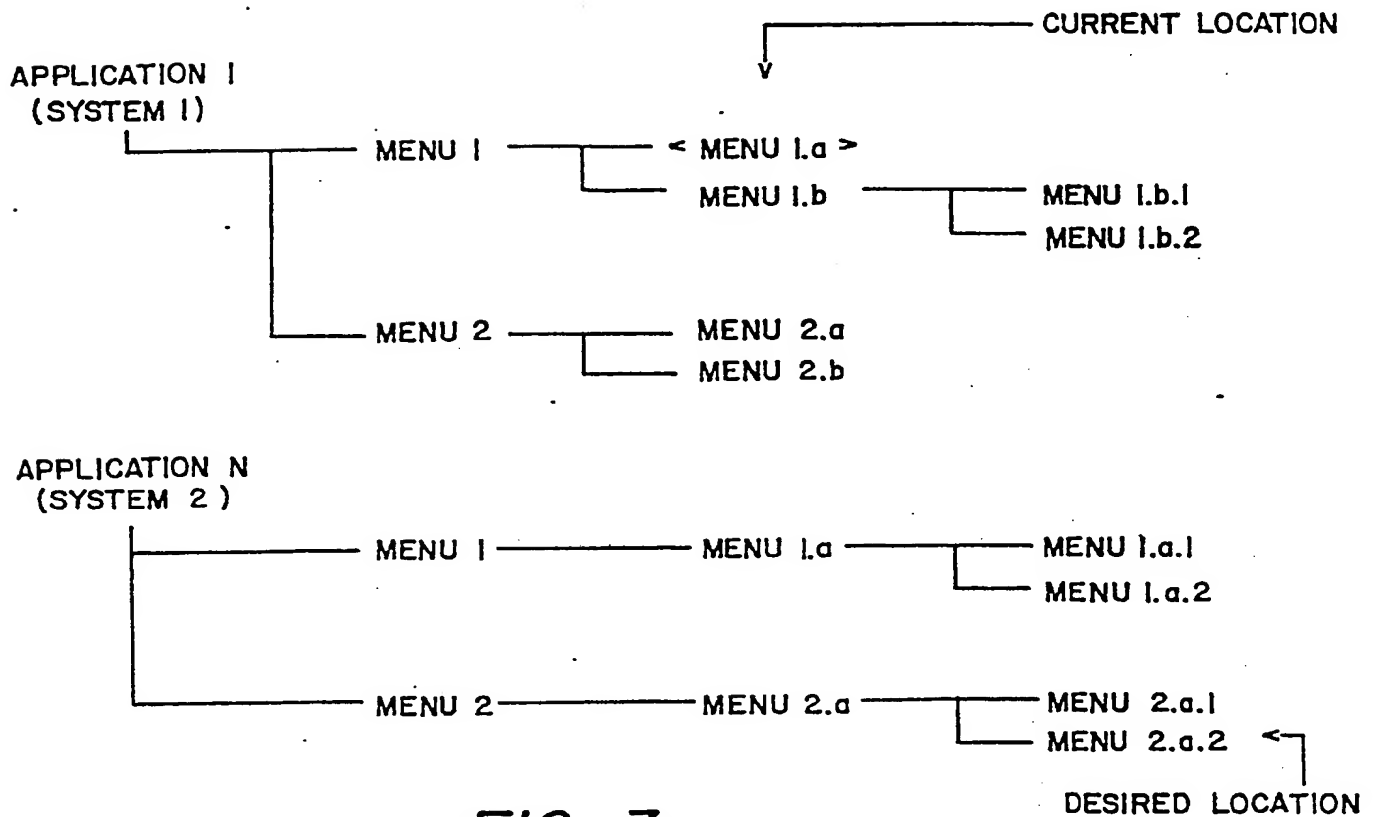 CURRENT LOCATION
APPLICATION 1
(SYSTEM 1)
MENU 1
< MENU 1.a >
MENU 1.b
MENU 1.b.1
MENU 1.b.2
MENU 2
MENU 2.a
MENU 2.b
APPLICATION N
(SYSTEM 2)
MENU 1
MENU 1.a
MENU 1.a.1
MENU 1.a.2
MENU 2
MENU 2.a
MENU 2.a.1
MENU 2.a.2
DESIRED LOCATION